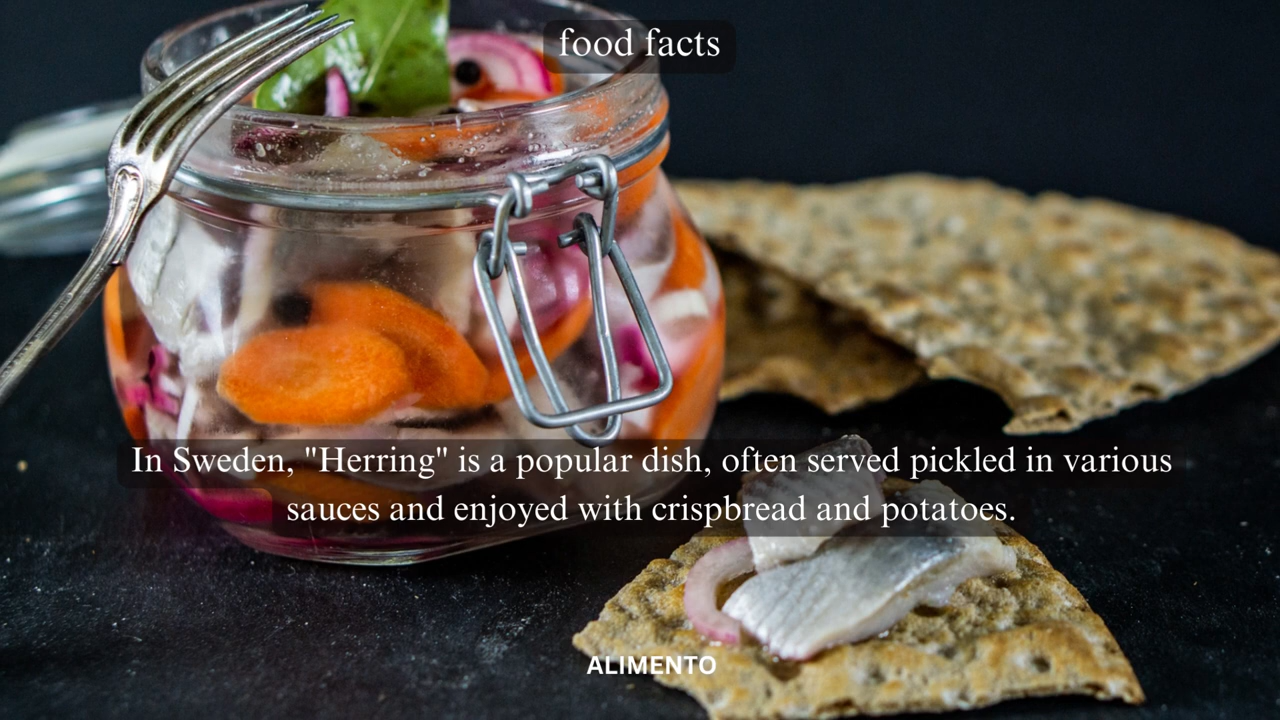 food facts
In Sweden, "Herring" is a popular dish, often served pickled in various
sauces and enjoyed with crispbread and potatoes.
ALIMENTO